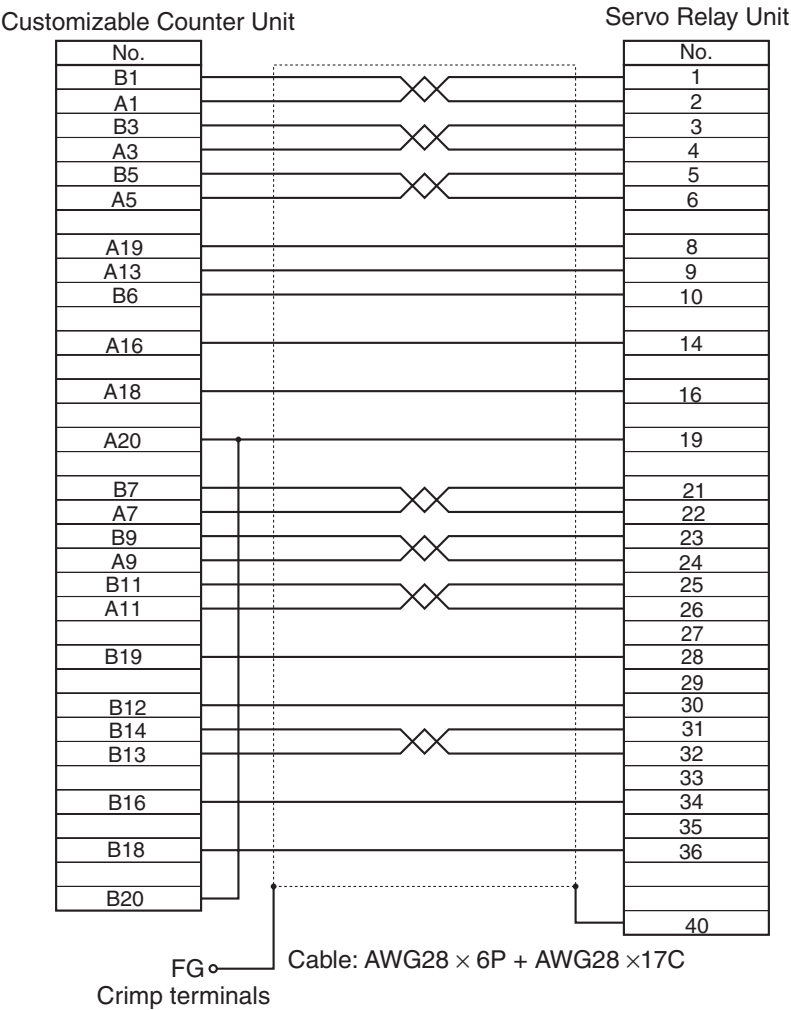 Customizable Counter Unit
Servo Relay Unit
No.
No.
B1
1
A1
2
B3
3
A3
4
B5
5
A5
6
A19
8
A13
9
B6
10
A16
14
A18
16
A20
19
B7
21
A7
22
B9
23
A9
24
B11
25
A11
26
27
B19
28
29
B12
30
B14
31
B13
32
33
B16
34
35
B18
36
B20
40
FG
Cable: AWG28 × 6P + AWG28 ×17C
Crimp terminals